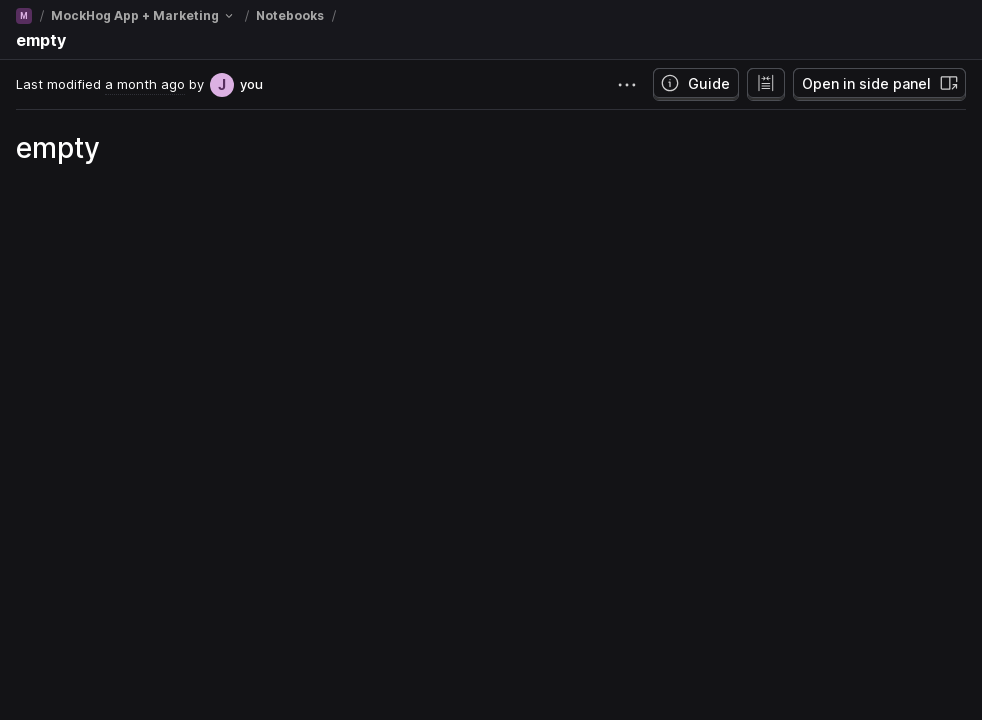 M / MockHog App + Marketing / Notebooks /
empty
Last modified a month ago by J you
Guide
Open in side panel
empty